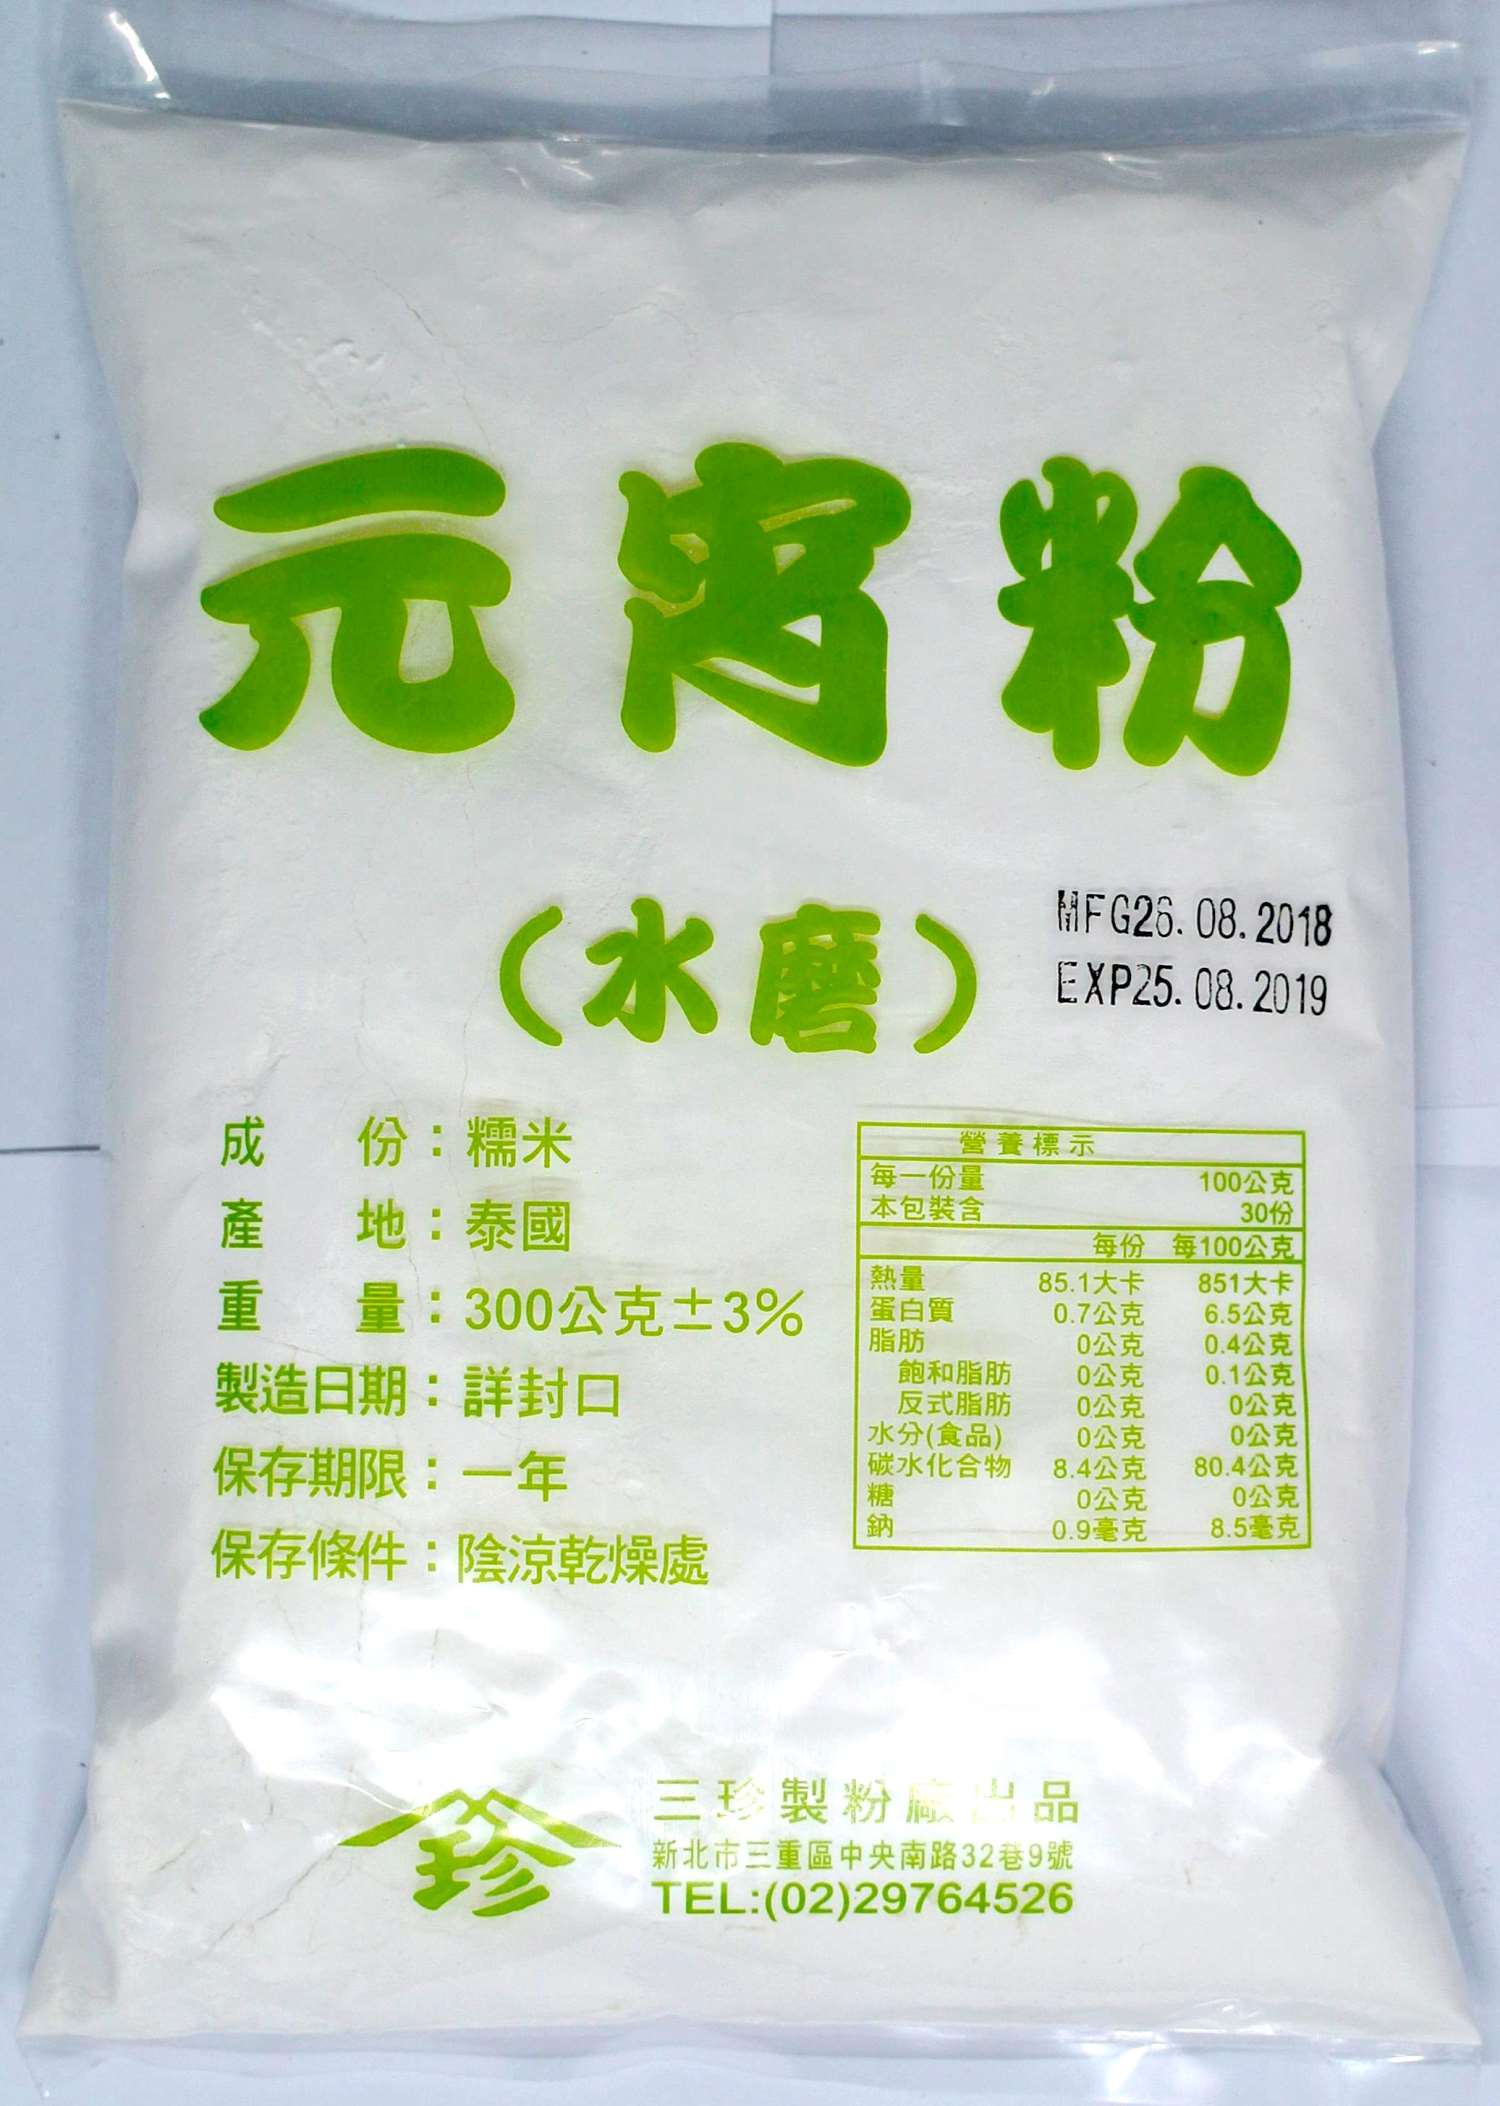 元宵粉
(水磨)
MFG26.08.2018
EXP25.08.2019
成份：糯米
產地：泰國
重量：300公克±3%
製造日期：詳封口
保存期限：一年
保存條件：陰涼乾燥處
營養標示
每一份量 100公克
本包裝含 30份
每份 每100公克
熱量 85.1大卡 851大卡
蛋白質 0.7公克 6.5公克
脂肪 0公克 0.4公克
飽和脂肪 0公克 0.1公克
反式脂肪 0公克 0公克
水分(食品) 0公克 0公克
碳水化合物 8.4公克 80.4公克
糖 0公克 0公克
鈉 0.9毫克 8.5毫克
珍
三珍製粉廠出品
新北市三重區中央南路32巷9號
TEL:(02)29764526